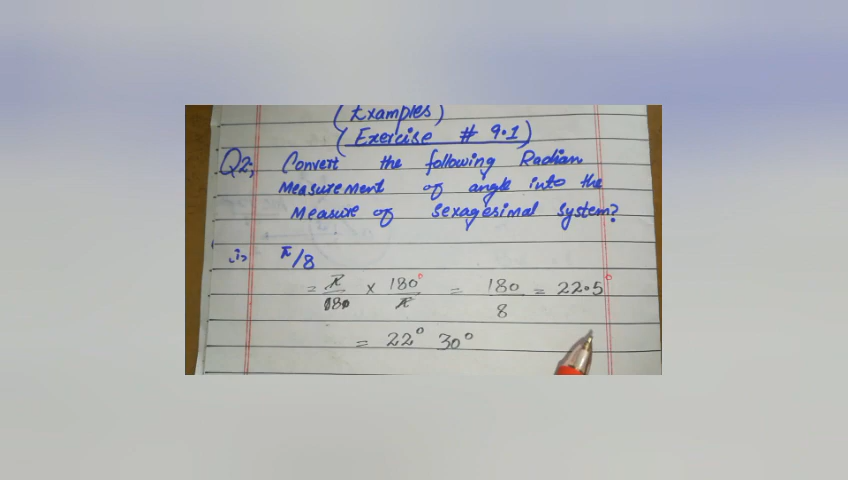 (Examples)
(Exercise # 9.1)
Q2; Convert the following Radian
Measurement of angle into the
Measure of sexagesimal system?
(i) π/8
= π/180 × 180°/π = 180/8 = 22.5°
= 22° 30°